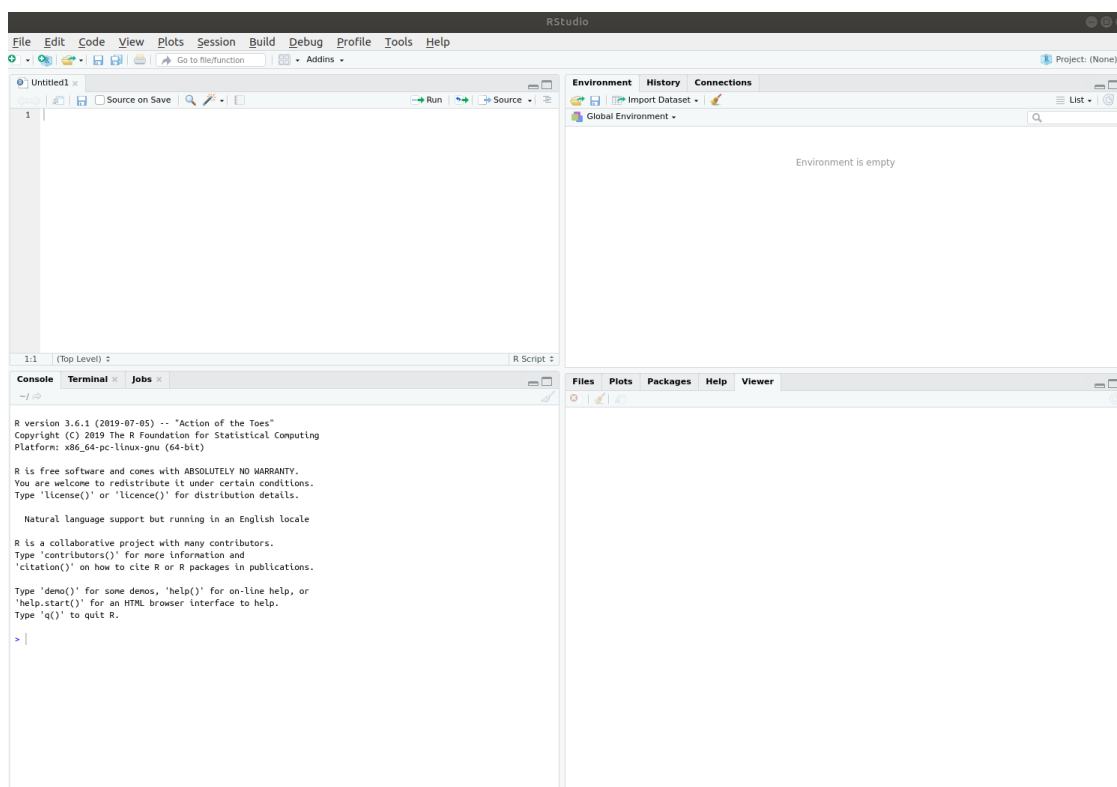 RStudio
File Edit Code View Plots Session Build Debug Profile Tools Help
Go to file/function Addins Project: (None)
Untitled1
Source on Save Run Source
1
1:1 (Top Level) R Script
Console Terminal Jobs
~/
R version 3.6.1 (2019-07-05) -- "Action of the Toes"
Copyright (C) 2019 The R Foundation for Statistical Computing
Platform: x86_64-pc-linux-gnu (64-bit)
R is free software and comes with ABSOLUTELY NO WARRANTY.
You are welcome to redistribute it under certain conditions.
Type 'license()' or 'licence()' for distribution details.
Natural language support but running in an English locale
R is a collaborative project with many contributors.
Type 'contributors()' for more information and
'citation()' on how to cite R or R packages in publications.
Type 'demo()' for some demos, 'help()' for on-line help, or
'help.start()' for an HTML browser interface to help.
Type 'q()' to quit R.
>
Environment History Connections
Import Dataset List
Global Environment
Environment is empty
Files Plots Packages Help Viewer